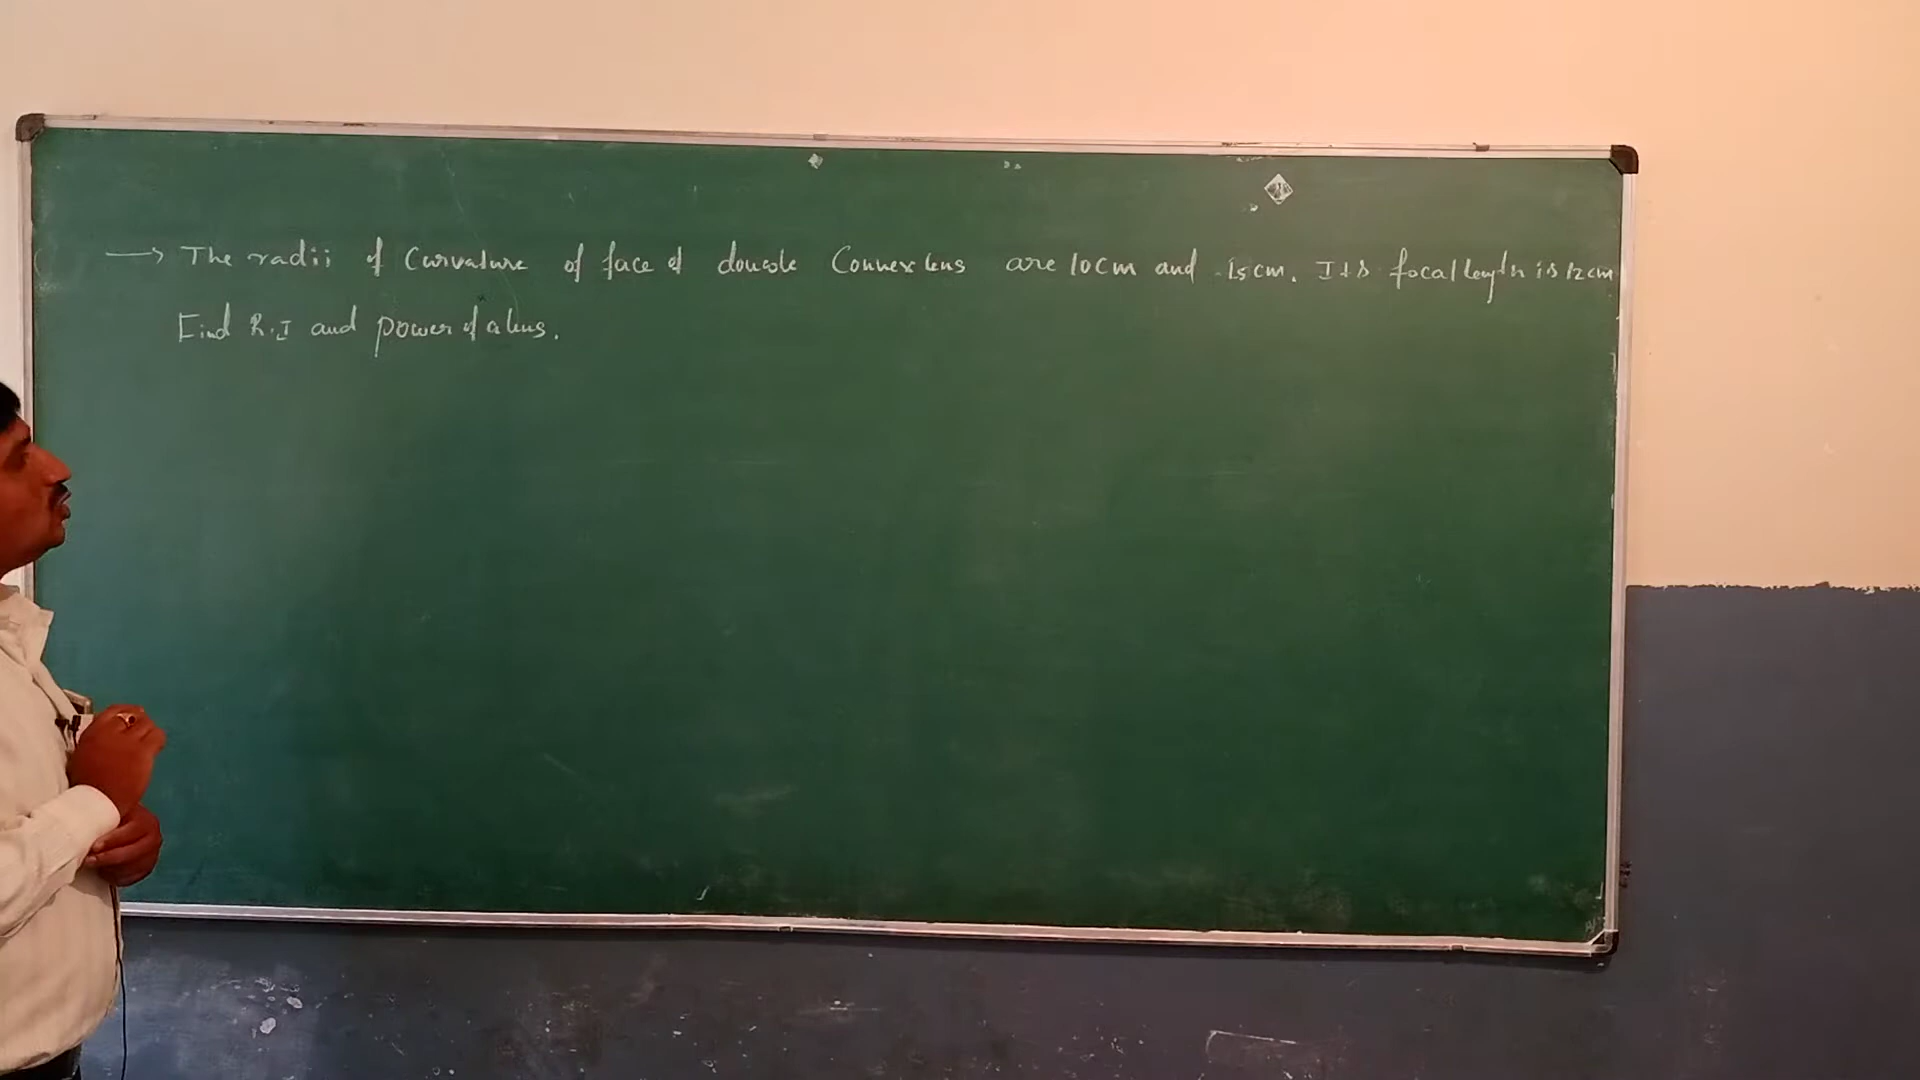 → The radii of Curvature of face of double Convex lens are 10cm and 15cm. Its focal length is 12cm
Find R.I and power of a lens.